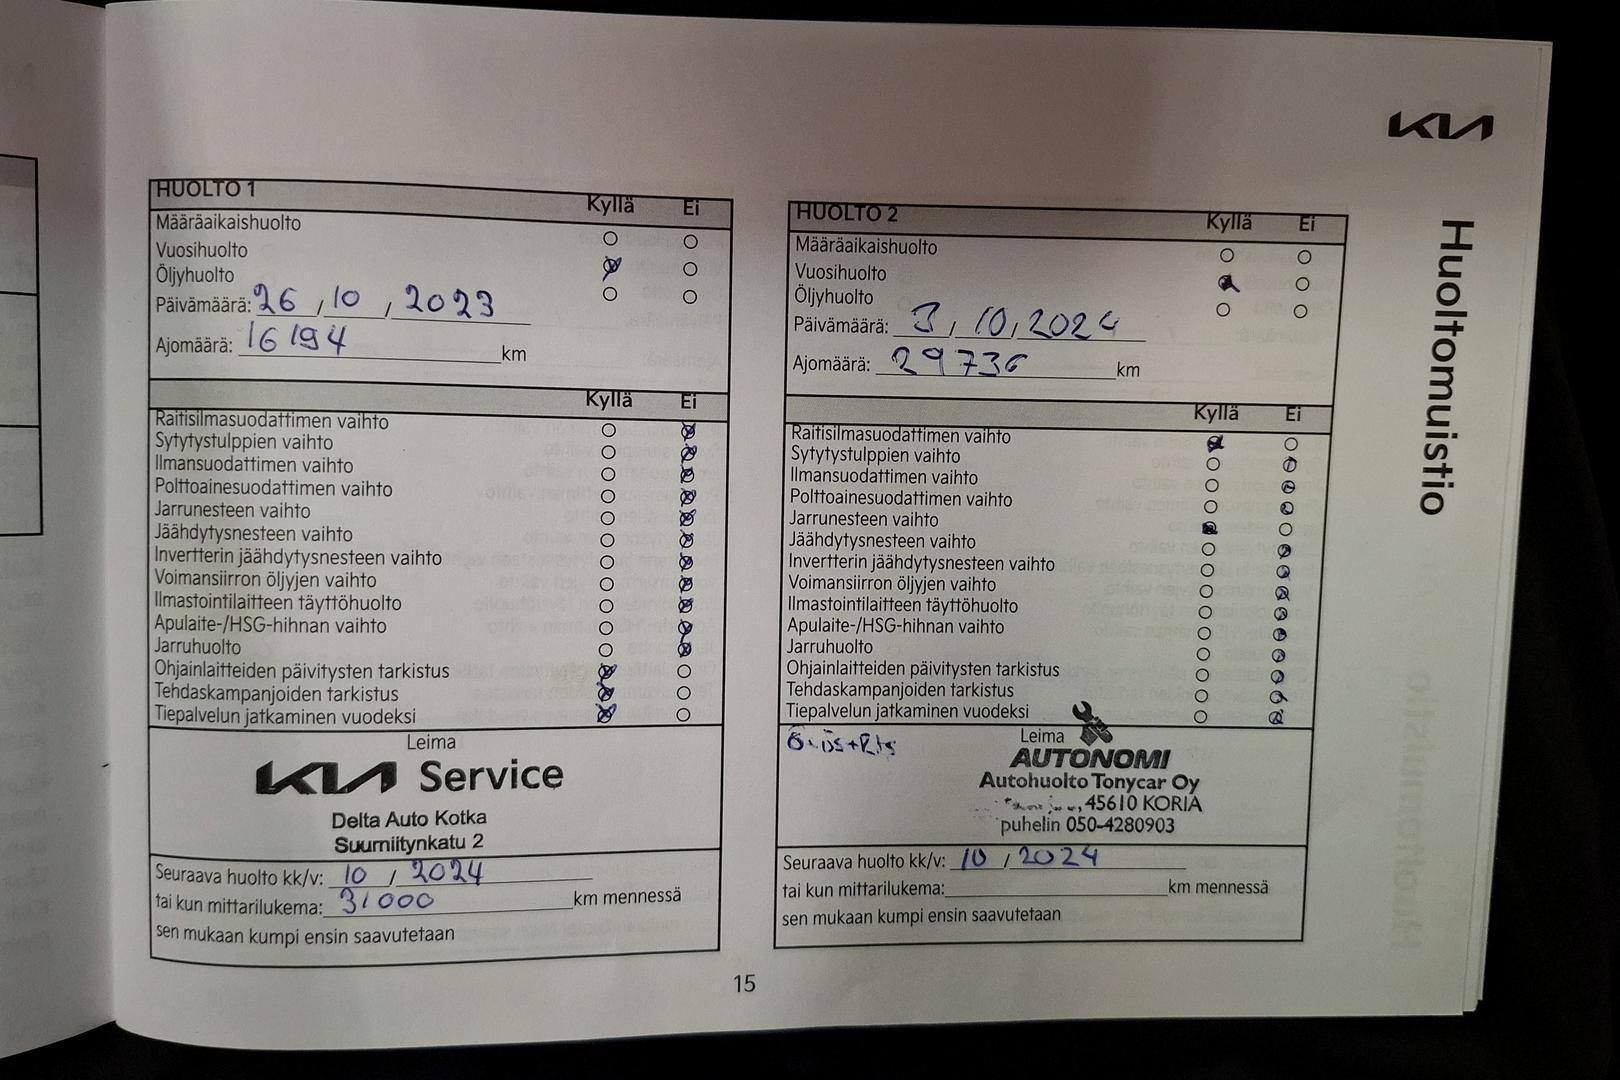 KIA
Huoltomuistio
HUOLTO 1
Kyllä Ei
Määräaikaishuolto
Vuosihuolto
Öljyhuolto
Päivämäärä: 26 / 10 / 2023
Ajomäärä: 16194 km
Kyllä Ei
Raitisilmasuodattimen vaihto
Sytytystulppien vaihto
Ilmansuodattimen vaihto
Polttoainesuodattimen vaihto
Jarrunesteen vaihto
Jäähdytysnesteen vaihto
Invertterin jäähdytysnesteen vaihto
Voimansiirron öljyjen vaihto
Ilmastointilaitteen täyttöhuolto
Apulaite-/HSG-hihnan vaihto
Jarruhuolto
Ohjainlaitteiden päivitysten tarkistus
Tehdaskampanjoiden tarkistus
Tiepalvelun jatkaminen vuodeksi
Leima
KIA Service
Delta Auto Kotka
Suurniitynkatu 2
Seuraava huolto kk/v: 10 / 2024
tai kun mittarilukema: 31000 km mennessä
sen mukaan kumpi ensin saavutetaan
HUOLTO 2
Kyllä Ei
Määräaikaishuolto
Vuosihuolto
Öljyhuolto
Päivämäärä: 3 / 10 / 2024
Ajomäärä: 29736 km
Kyllä Ei
Raitisilmasuodattimen vaihto
Sytytystulppien vaihto
Ilmansuodattimen vaihto
Polttoainesuodattimen vaihto
Jarrunesteen vaihto
Jäähdytysnesteen vaihto
Invertterin jäähdytysnesteen vaihto
Voimansiirron öljyjen vaihto
Ilmastointilaitteen täyttöhuolto
Apulaite-/HSG-hihnan vaihto
Jarruhuolto
Ohjainlaitteiden päivitysten tarkistus
Tehdaskampanjoiden tarkistus
Tiepalvelun jatkaminen vuodeksi
Leima
AUTONOMI
Autohuolto Tonycar Oy
, 45610 KORIA
puhelin 050-4280903
Seuraava huolto kk/v: 10 / 2024
tai kun mittarilukema: km mennessä
sen mukaan kumpi ensin saavutetaan
15